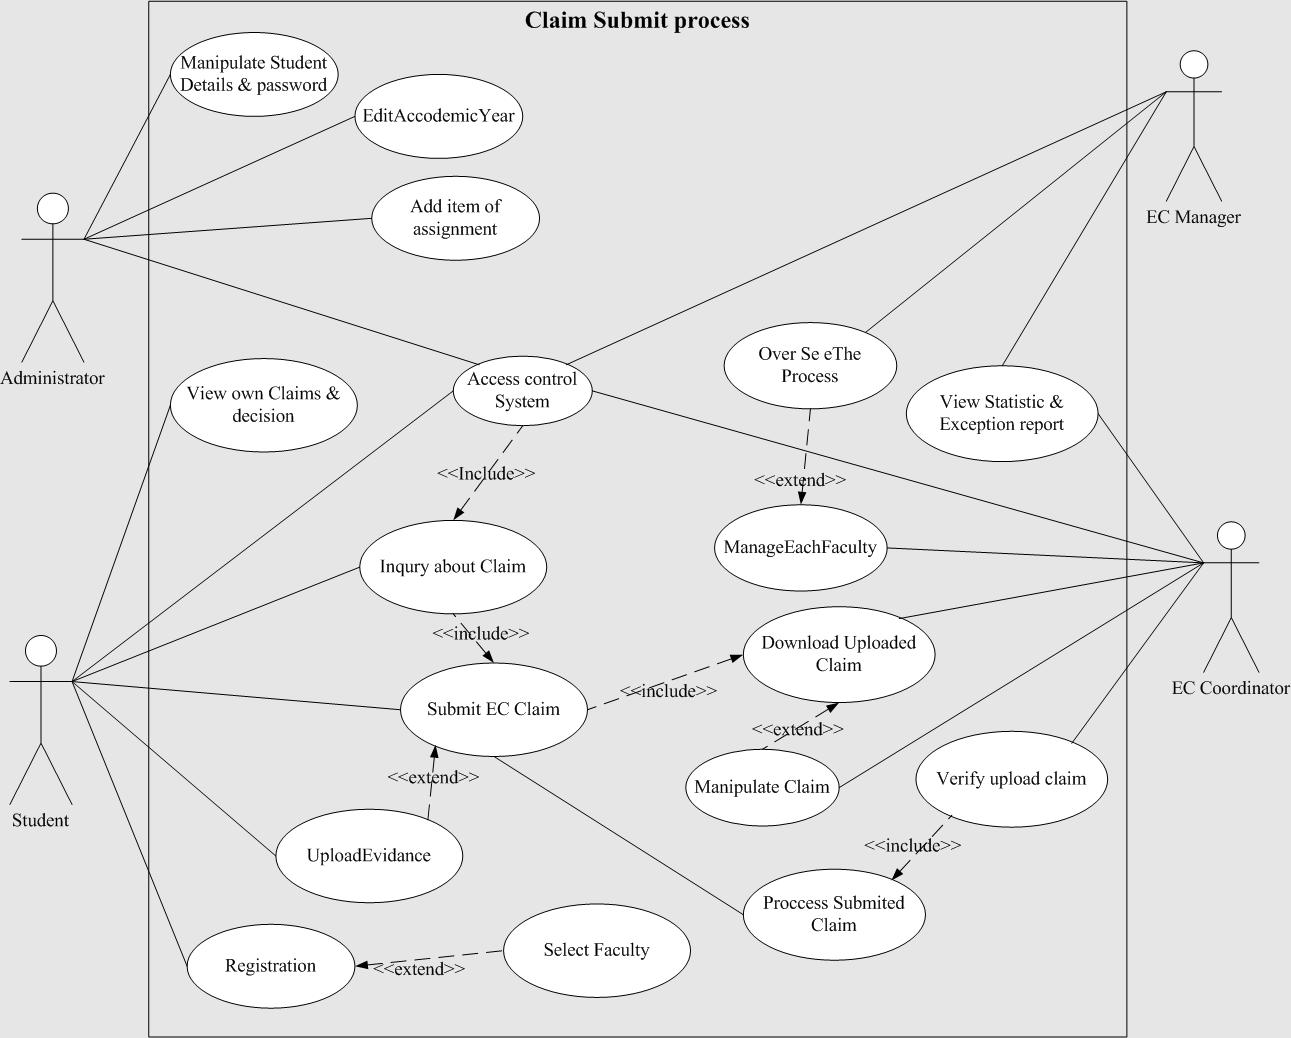 Claim Submit process
Manipulate Student
Details & password
EditAccodemicYear
Add item of
assignment
EC Manager
Administrator
View own Claims &
decision
Access control
System
Over Se eThe
Process
View Statistic &
Exception report
<<Include>>
<<extend>>
Inqury about Claim
ManageEachFaculty
<<include>>
Download Uploaded
Claim
EC Coordinator
<<include>>
Submit EC Claim
<<extend>>
<<extend>>
Manipulate Claim
Verify upload claim
Student
<<include>>
UploadEvidance
Proccess Submited
Claim
Registration
<<extend>>
Select Faculty